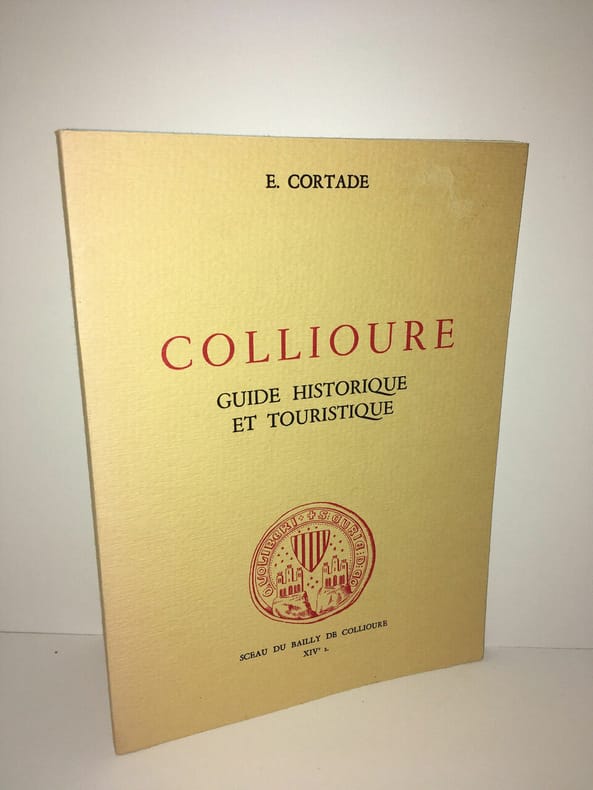 E. CORTADE
COLLIOURE
GUIDE HISTORIQUE
ET TOURISTIQUE
SCEAU DU BAILLY DE COLLIOURE
XIVᵉ s.